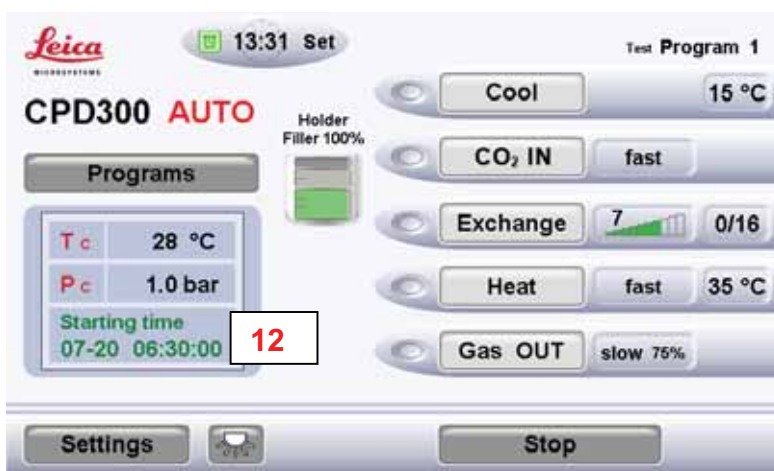 Leica
MICROSYSTEMS
13:31 Set
Test Program 1
CPD300 AUTO
Holder
Filler 100%
Programs
Tc 28 °C
Pc 1.0 bar
Starting time
07-20 06:30:00
12
Cool 15 °C
CO₂ IN fast
Exchange 7 0/16
Heat fast 35 °C
Gas OUT slow 75%
Settings
Stop